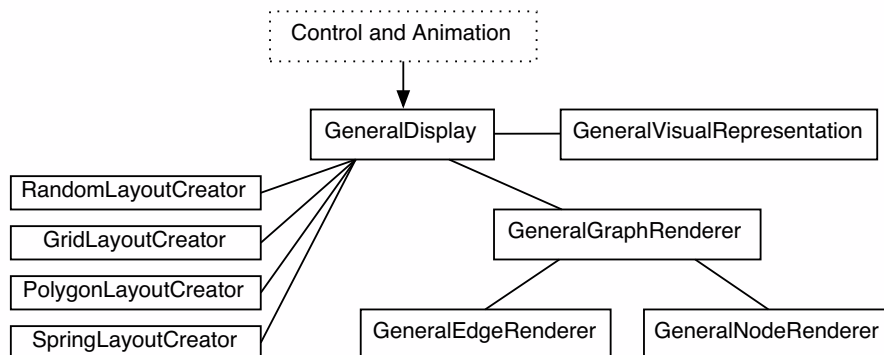 Control and Animation
GeneralDisplay
GeneralVisualRepresentation
RandomLayoutCreator
GridLayoutCreator
GeneralGraphRenderer
PolygonLayoutCreator
SpringLayoutCreator
GeneralEdgeRenderer
GeneralNodeRenderer